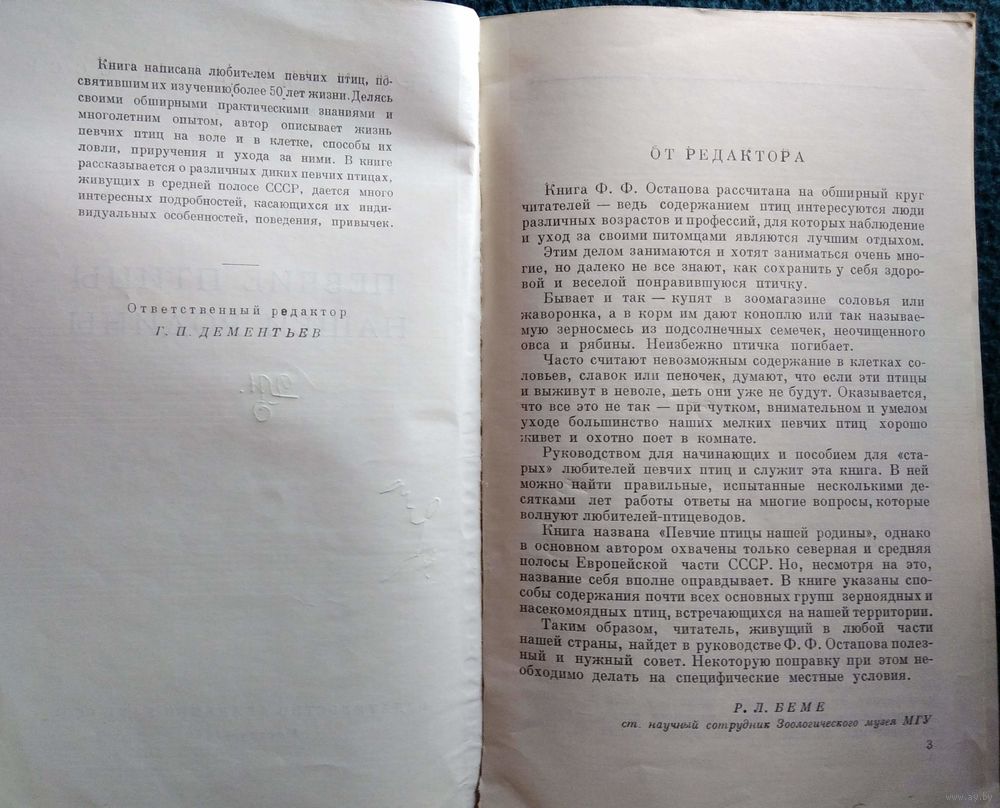 Книга написана любителем певчих птиц, по-
святившим их изучению более 50 лет жизни. Делясь
своими обширными практическими знаниями и
многолетним опытом, автор описывает жизнь
певчих птиц на воле и в клетке, способы их
ловли, приручения и ухода за ними. В книге
рассказывается о различных диких певчих птицах,
живущих в средней полосе СССР, дается много
интересных подробностей, касающихся их инди-
видуальных особенностей, поведения, привычек.
Ответственный редактор
Г. П. ДЕМЕНТЬЕВ
ОТ РЕДАКТОРА
Книга Ф. Ф. Остапова рассчитана на обширный круг
читателей — ведь содержанием птиц интересуются люди
различных возрастов и профессий, для которых наблюдение
и уход за своими питомцами являются лучшим отдыхом.
Этим делом занимаются и хотят заниматься очень мно-
гие, но далеко не все знают, как сохранить у себя здоро-
вой и веселой понравившуюся птичку.
Бывает и так — купят в зоомагазине соловья или
жаворонка, а в корм им дают коноплю или так называе-
мую зерносмесь из подсолнечных семечек, неочищенного
овса и рябины. Неизбежно птичка погибает.
Часто считают невозможным содержание в клетках со-
ловьев, славок или пеночек, думают, что если эти птицы
и выживут в неволе, петь они уже не будут. Оказывается,
что все это не так — при чутком, внимательном и умелом
уходе большинство наших мелких певчих птиц хорошо
живет и охотно поет в комнате.
Руководством для начинающих и пособием для «ста-
рых» любителей певчих птиц и служит эта книга. В ней
можно найти правильные, испытанные несколькими де-
сятками лет работы ответы на многие вопросы, которые
волнуют любителей-птицеводов.
Книга названа «Певчие птицы нашей родины», однако
в основном автором охвачены только северная и средняя
полосы Европейской части СССР. Но, несмотря на это,
название себя вполне оправдывает. В книге указаны спо-
собы содержания почти всех основных групп зерноядных и
насекомоядных птиц, встречающихся на нашей территории.
Таким образом, читатель, живущий в любой части
нашей страны, найдет в руководстве Ф. Ф. Остапова полез-
ный и нужный совет. Некоторую поправку при этом не-
обходимо делать на специфические местные условия.
Р. Л. БЕМЕ
ст. научный сотрудник Зоологического музея МГУ
3
www.ay.by